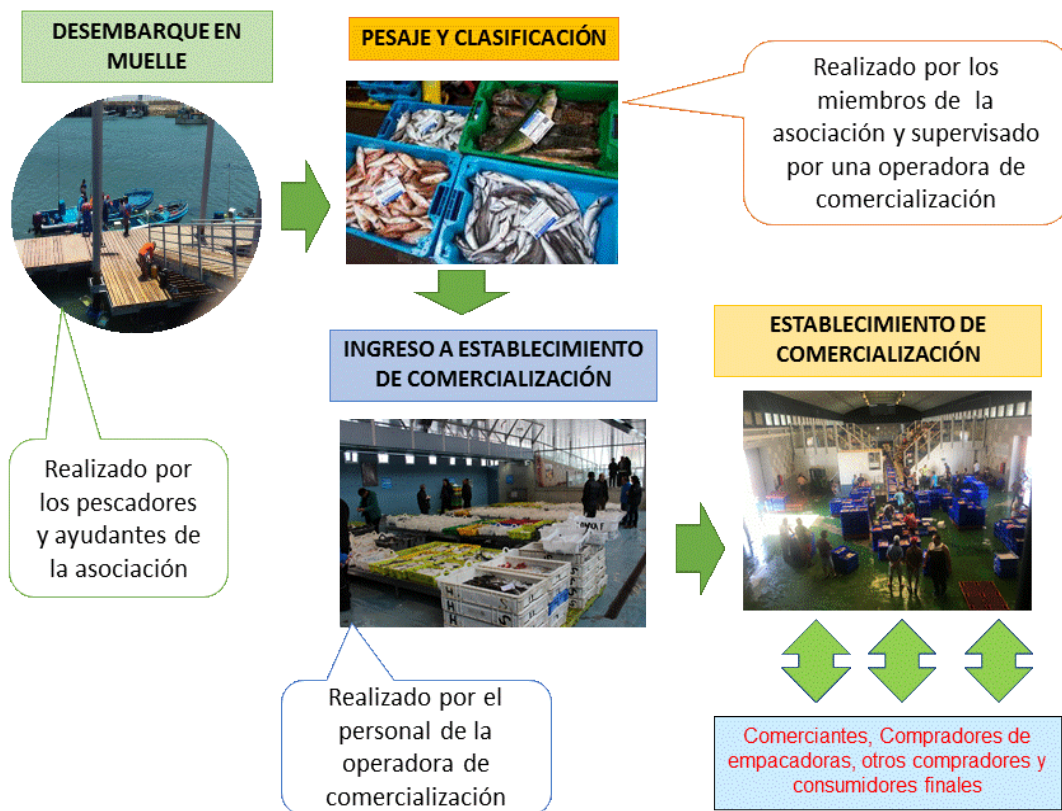 DESEMBARQUE EN
MUELLE
PESAJE Y CLASIFICACIÓN
Realizado por los
miembros de la
asociación y supervisado
por una operadora de
comercialización
INGRESO A ESTABLECIMIENTO
DE COMERCIALIZACIÓN
ESTABLECIMIENTO DE
COMERCIALIZACIÓN
Realizado por
los pescadores
y ayudantes de
la asociación
Realizado por el
personal de la
operadora de
comercialización
Comerciantes, Compradores de
empacadoras, otros compradores y
consumidores finales